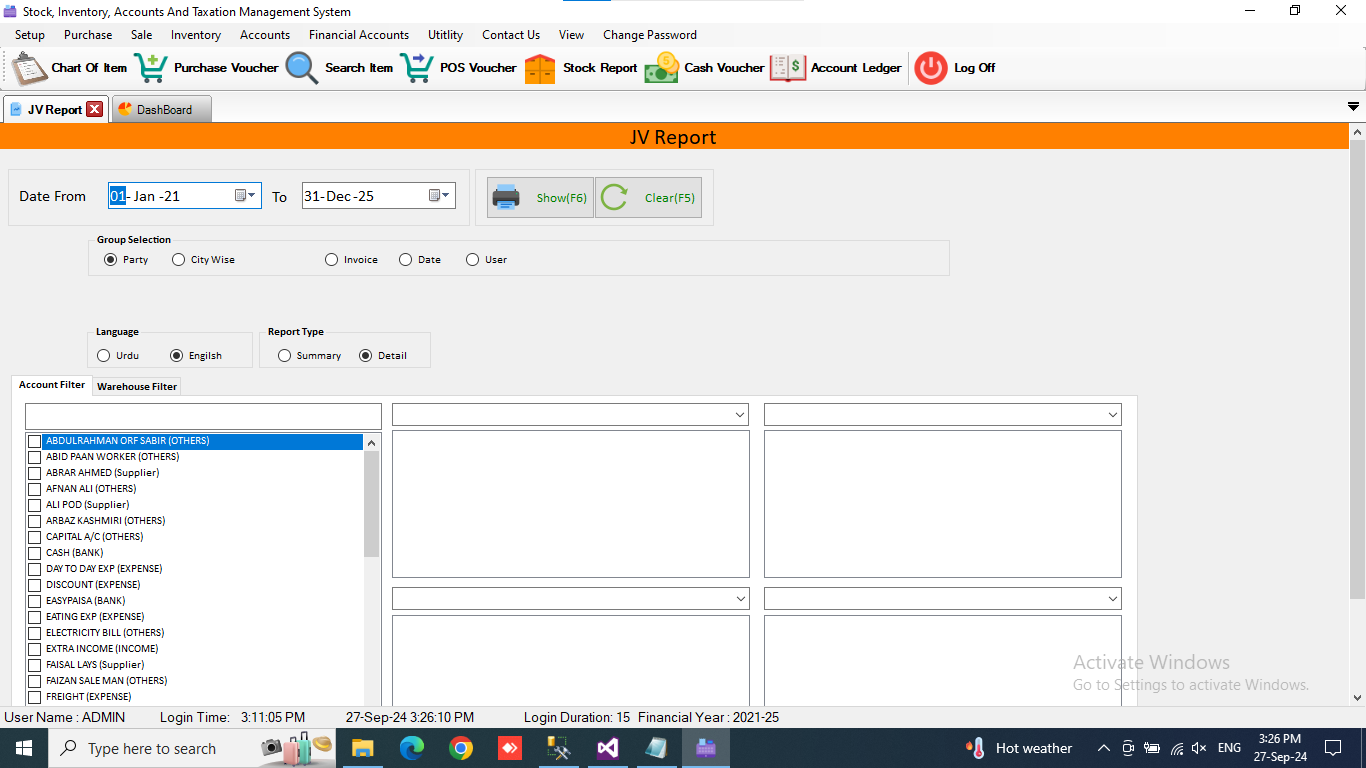 Stock, Inventory, Accounts And Taxation Management System
Setup Purchase Sale Inventory Accounts Financial Accounts Uitility Contact Us View Change Password
Chart Of Item Purchase Voucher Search Item POS Voucher Stock Report Cash Voucher Account Ledger Log Off
JV Report DashBoard
JV Report
Date From 01- Jan -21 To 31-Dec -25 Show(F6) Clear(F5)
Group Selection
Party City Wise Invoice Date User
Language Report Type
Urdu Engilsh Summary Detail
Account Filter Warehouse Filter
ABDULRAHMAN ORF SABIR (OTHERS)
ABID PAAN WORKER (OTHERS)
ABRAR AHMED (Supplier)
AFNAN ALI (OTHERS)
ALI POD (Supplier)
ARBAZ KASHMIRI (OTHERS)
CAPITAL A/C (OTHERS)
CASH (BANK)
DAY TO DAY EXP (EXPENSE)
DISCOUNT (EXPENSE)
EASYPAISA (BANK)
EATING EXP (EXPENSE)
ELECTRICITY BILL (OTHERS)
EXTRA INCOME (INCOME)
FAISAL LAYS (Supplier)
FAIZAN SALE MAN (OTHERS)
FREIGHT (EXPENSE)
Activate Windows
Go to Settings to activate Windows.
User Name : ADMIN Login Time: 3:11:05 PM 27-Sep-24 3:26:10 PM Login Duration: 15 Financial Year : 2021-25
Type here to search Hot weather ENG 3:26 PM
27-Sep-24